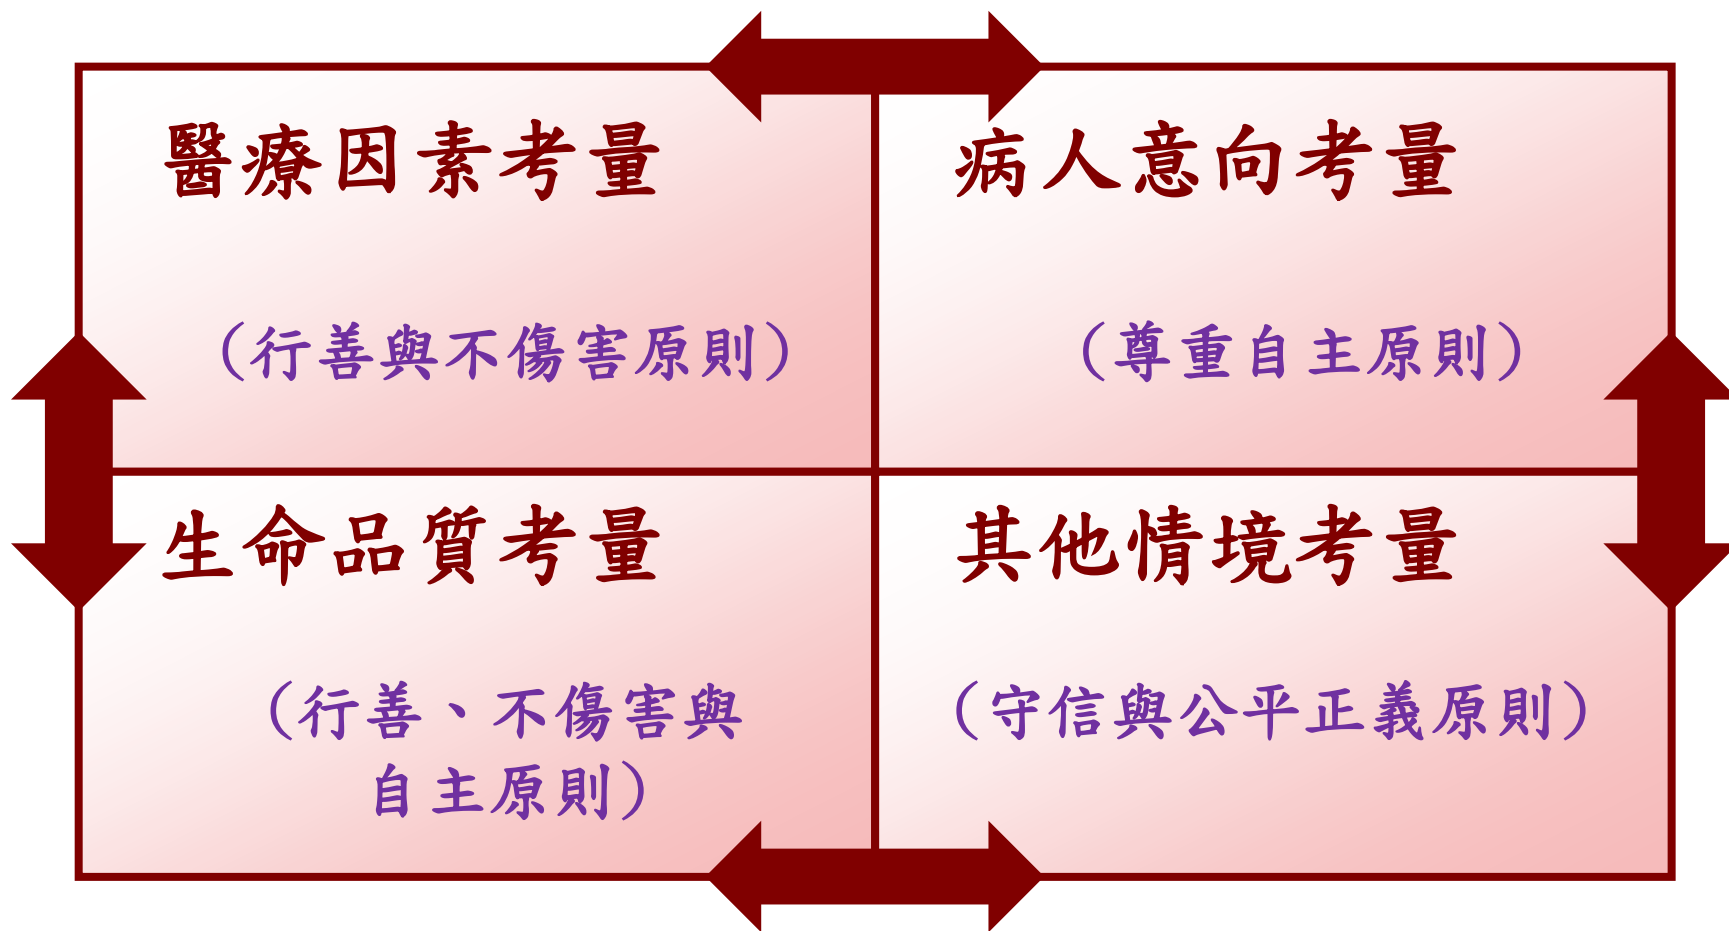 醫療因素考量
(行善與不傷害原則)
病人意向考量
(尊重自主原則)
生命品質考量
(行善、不傷害與
自主原則)
其他情境考量
(守信與公平正義原則)